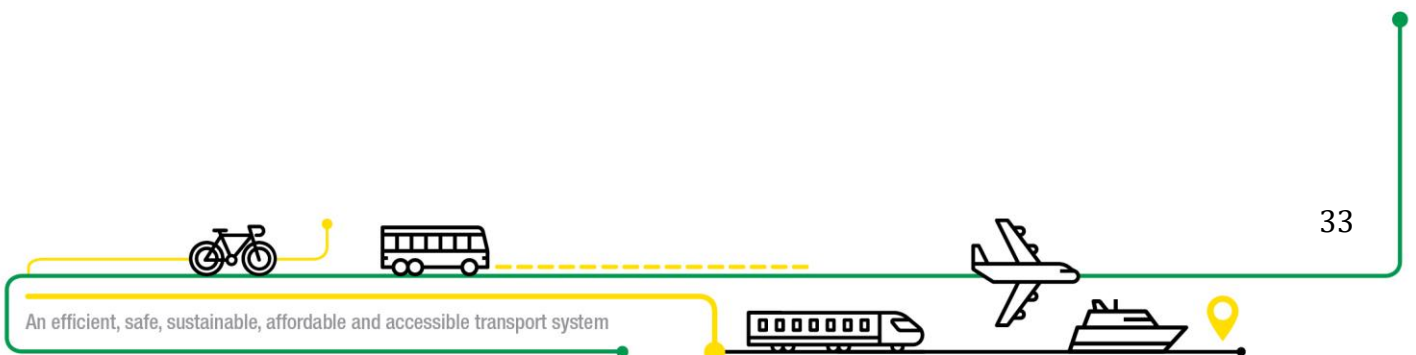 33
An efficient, safe, sustainable, affordable and accessible transport system